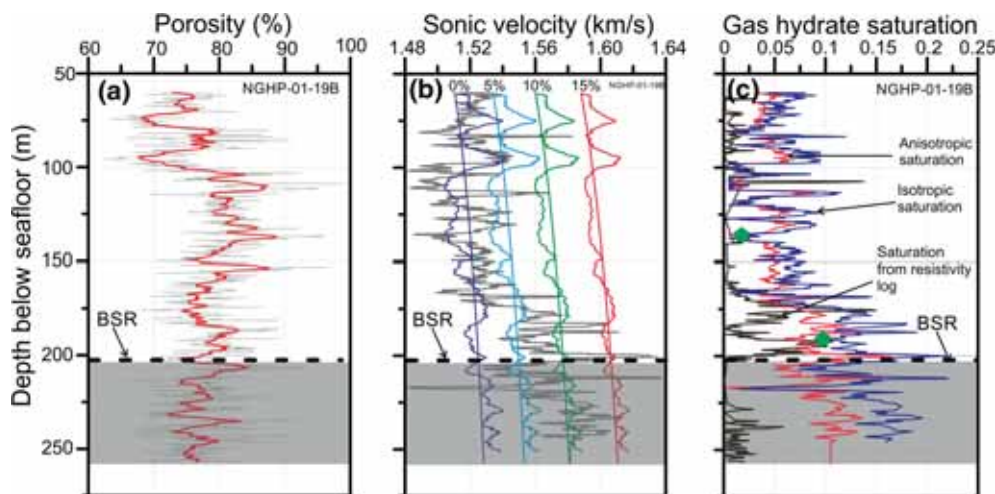 Porosity (%)
60 70 80 90 100
Sonic velocity (km/s)
1.48 1.52 1.56 1.60 1.64
Gas hydrate saturation
0 0.05 0.1 0.15 0.2 0.25
Depth below seafloor (m)
50
100
150
200
250
(a)
NGHP-01-19B
BSR
(b)
0% 5% 10% 15% NGHP-01-19B
BSR
(c)
NGHP-01-19B
Anisotropic
saturation
Isotropic
saturation
Saturation
from resistivity
log
BSR